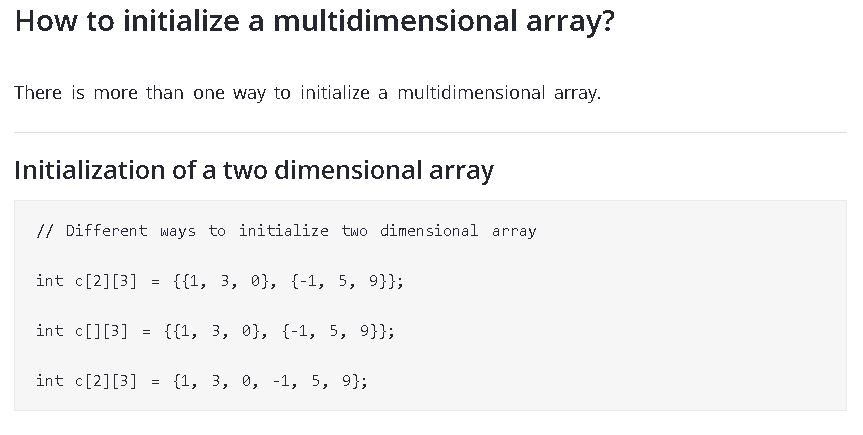 How to initialize a multidimensional array?
There is more than one way to initialize a multidimensional array.
Initialization of a two dimensional array
// Different ways to initialize two dimensional array
int c[2][3] = {{1, 3, 0}, {-1, 5, 9}};
int c[][3] = {{1, 3, 0}, {-1, 5, 9}};
int c[2][3] = {1, 3, 0, -1, 5, 9};